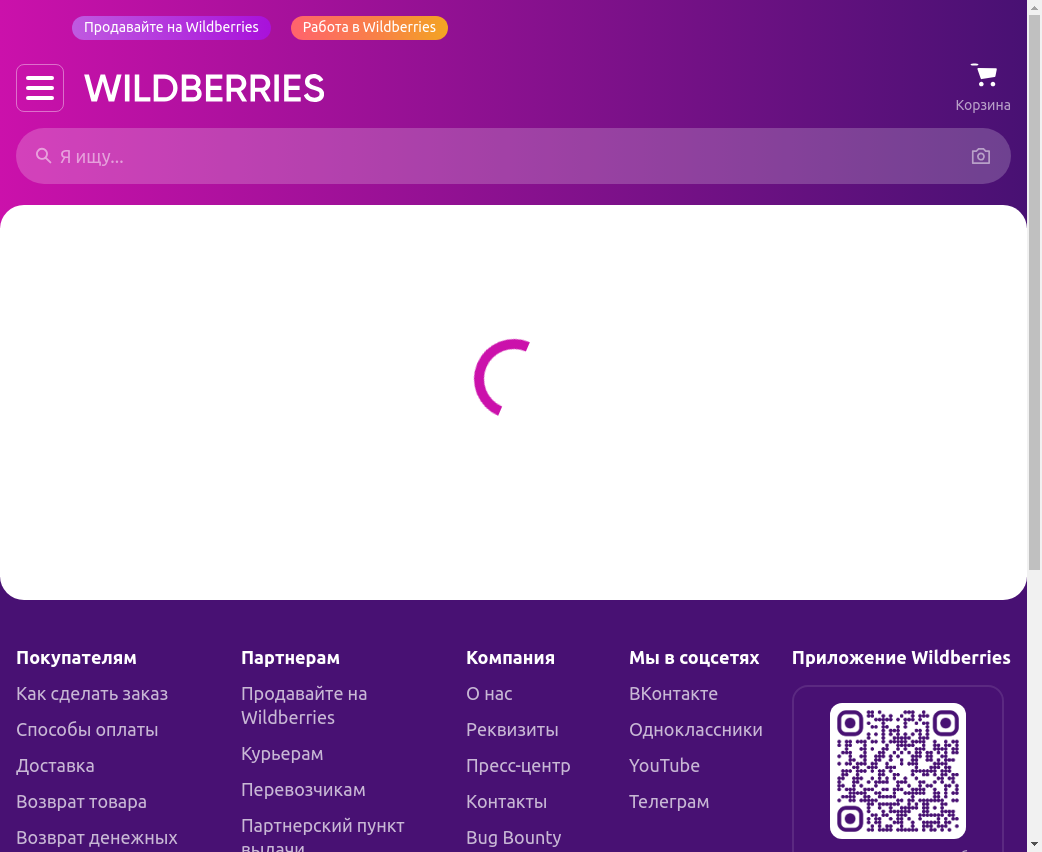 Продавайте на Wildberries
Работа в Wildberries
WILDBERRIES
Корзина
Я ищу...
Покупателям
Как сделать заказ
Способы оплаты
Доставка
Возврат товара
Возврат денежных
Партнерам
Продавайте на
Wildberries
Курьерам
Перевозчикам
Партнерский пункт
выдачи
Компания
О нас
Реквизиты
Пресс-центр
Контакты
Bug Bounty
Мы в соцсетях
ВКонтакте
Одноклассники
YouTube
Телеграм
Приложение Wildberries